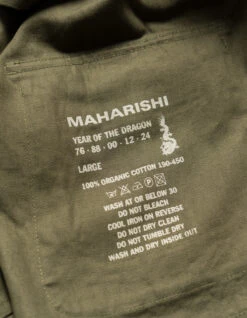 MAHARISHI
YEAR OF THE DRAGON
76 · 88 · 00 · 12 · 24
LARGE
100% ORGANIC COTTON 190-450
WASH AT OR BELOW 30
DO NOT BLEACH
COOL IRON ON REVERSE
DO NOT DRY CLEAN
DO NOT TUMBLE DRY
WASH AND DRY INSIDE OUT